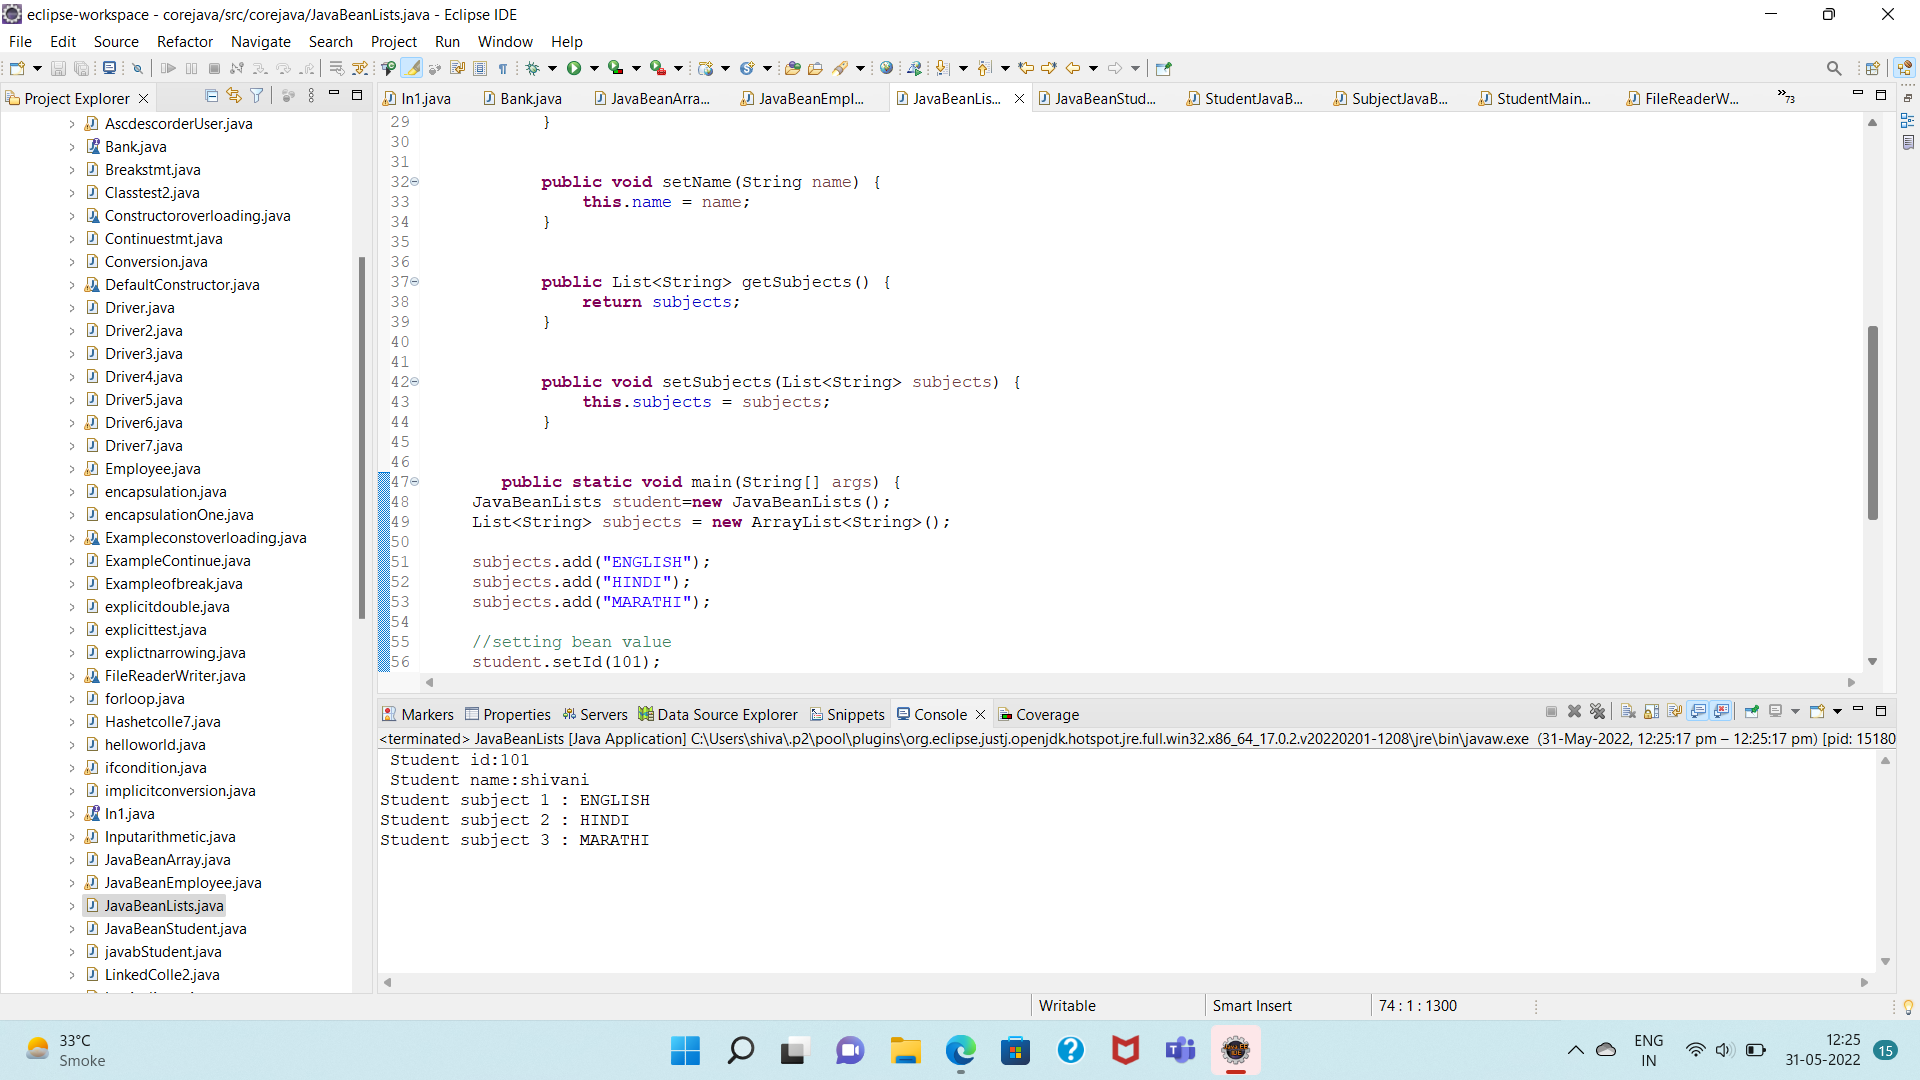 eclipse-workspace - corejava/src/corejava/JavaBeanLists.java - Eclipse IDE
File Edit Source Refactor Navigate Search Project Run Window Help
Project Explorer
In1.java Bank.java JavaBeanArra... JavaBeanEmpl... JavaBeanLis... JavaBeanStud... StudentJavaB... SubjectJavaB... StudentMain... FileReaderW... »73
AscdescorderUser.java
Bank.java
Breakstmt.java
Classtest2.java
Constructoroverloading.java
Continuestmt.java
Conversion.java
DefaultConstructor.java
Driver.java
Driver2.java
Driver3.java
Driver4.java
Driver5.java
Driver6.java
Driver7.java
Employee.java
encapsulation.java
encapsulationOne.java
Exampleconstoverloading.java
ExampleContinue.java
Exampleofbreak.java
explicitdouble.java
explicittest.java
explictnarrowing.java
FileReaderWriter.java
forloop.java
Hashetcolle7.java
helloworld.java
ifcondition.java
implicitconversion.java
In1.java
Inputarithmetic.java
JavaBeanArray.java
JavaBeanEmployee.java
JavaBeanLists.java
JavaBeanStudent.java
javabStudent.java
LinkedColle2.java
29 }
30
31
32 public void setName(String name) {
33 this.name = name;
34 }
35
36
37 public List<String> getSubjects() {
38 return subjects;
39 }
40
41
42 public void setSubjects(List<String> subjects) {
43 this.subjects = subjects;
44 }
45
46
47 public static void main(String[] args) {
48 JavaBeanLists student=new JavaBeanLists();
49 List<String> subjects = new ArrayList<String>();
50
51 subjects.add("ENGLISH");
52 subjects.add("HINDI");
53 subjects.add("MARATHI");
54
55 //setting bean value
56 student.setId(101);
Markers Properties Servers Data Source Explorer Snippets Console Coverage
<terminated> JavaBeanLists [Java Application] C:\Users\shiva\.p2\pool\plugins\org.eclipse.justj.openjdk.hotspot.jre.full.win32.x86_64_17.0.2.v20220201-1208\jre\bin\javaw.exe (31-May-2022, 12:25:17 pm – 12:25:17 pm) [pid: 15180
Student id:101
Student name:shivani
Student subject 1 : ENGLISH
Student subject 2 : HINDI
Student subject 3 : MARATHI
Writable Smart Insert 74 : 1 : 1300
33°C
Smoke
ENG
IN
12:25
31-05-2022
15